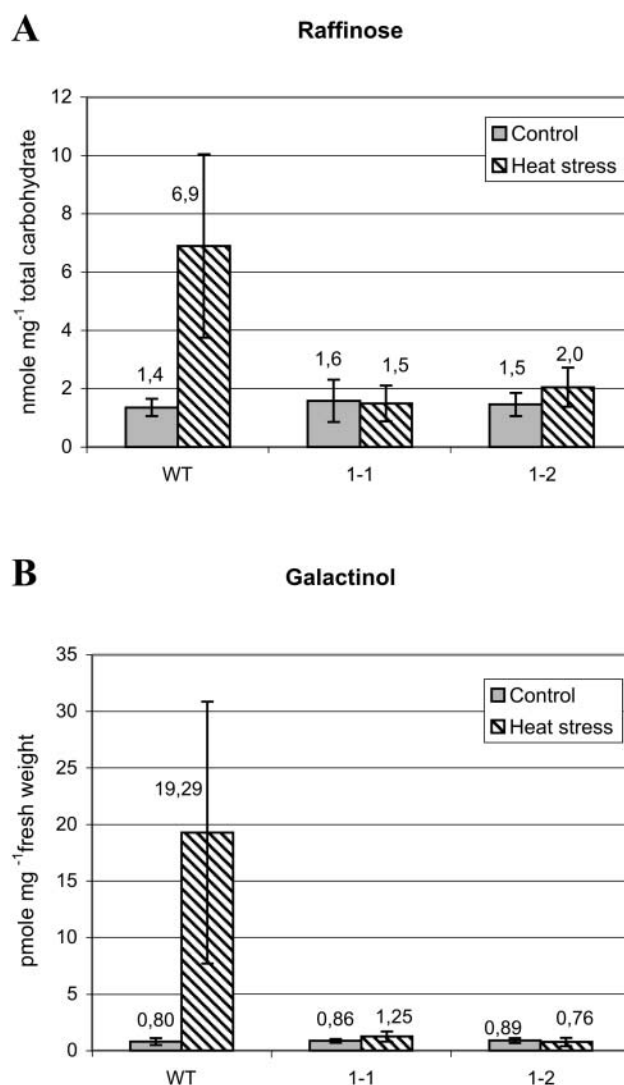 A
Raffinose
nmole mg⁻¹ total carbohydrate
12
10
8
6
4
2
0
Control
Heat stress
6,9
1,4
1,6
1,5
1,5
2,0
WT
1-1
1-2
B
Galactinol
pmole mg ⁻¹fresh weight
35
30
25
20
15
10
5
0
Control
Heat stress
19,29
0,80
0,86
1,25
0,89
0,76
WT
1-1
1-2